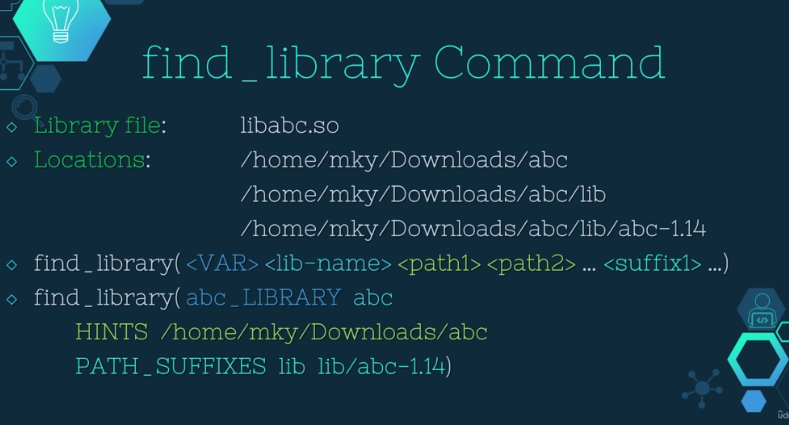 find_library Command
Library file: libabc.so
Locations: /home/mky/Downloads/abc
/home/mky/Downloads/abc/lib
/home/mky/Downloads/abc/lib/abc-1.14
find_library( <VAR> <lib-name> <path1> <path2> ... <suffix1> ...)
find_library( abc_LIBRARY abc
HINTS /home/mky/Downloads/abc
PATH_SUFFIXES lib lib/abc-1.14)